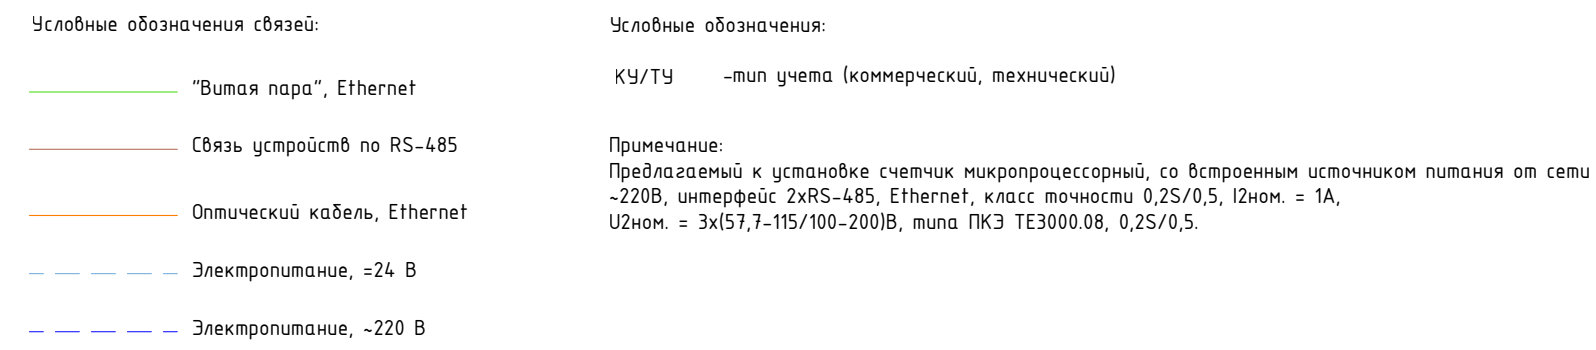 Условные обозначения связей:
"Витая пара", Ethernet
Связь устройств по RS-485
Оптический кабель, Ethernet
Электропитание, =24 В
Электропитание, ~220 В
Условные обозначения:
КУ/ТУ -тип учета (коммерческий, технический)
Примечание:
Предлагаемый к установке счетчик микропроцессорный, со встроенным источником питания от сети
~220В, интерфейс 2хRS-485, Ethernet, класс точности 0,2S/0,5, I2ном. = 1А,
U2ном. = 3х(57,7-115/100-200)В, типа ПКЭ ТЕ3000.08, 0,2S/0,5.